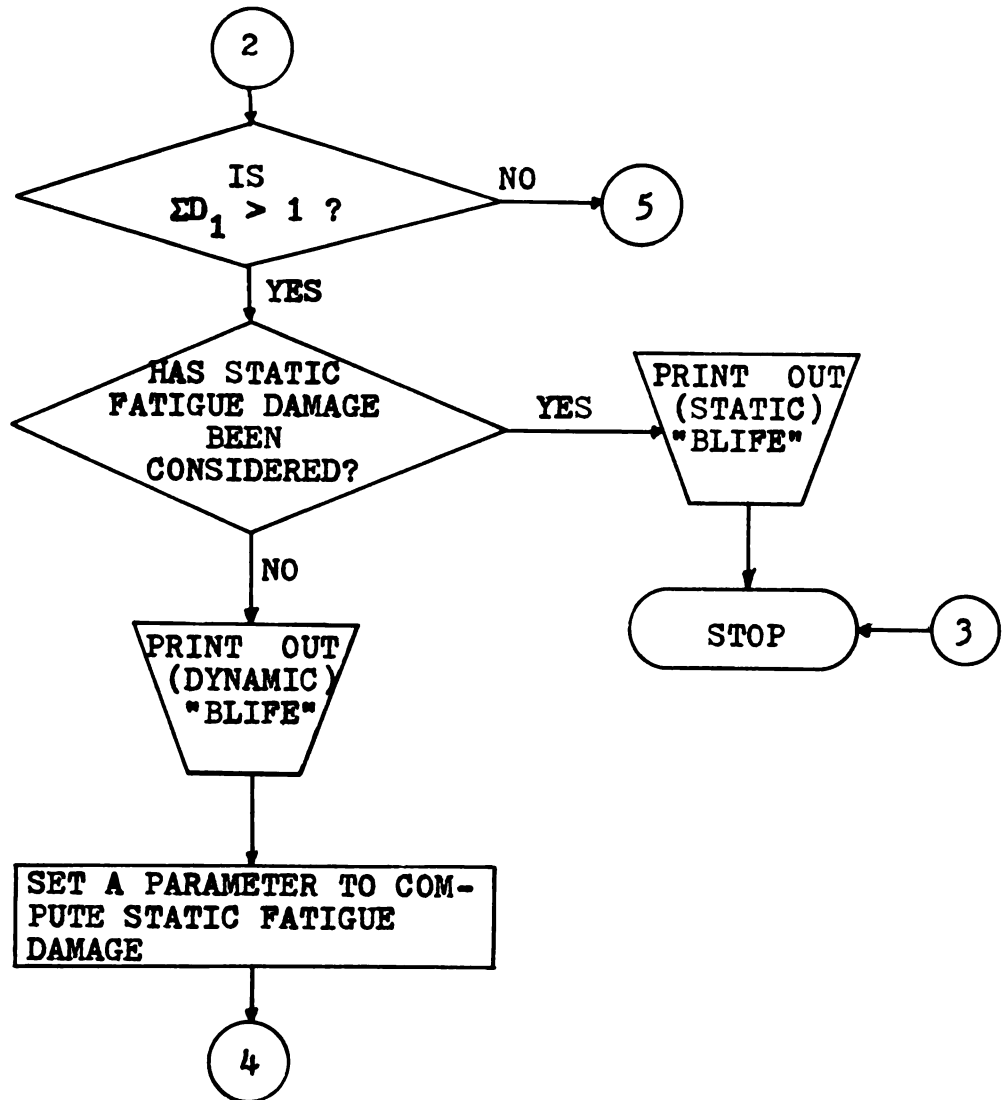 2
IS
ΣD₁ > 1 ?
NO
5
YES
HAS STATIC
FATIGUE DAMAGE
BEEN
CONSIDERED?
YES
PRINT OUT
(STATIC)
"BLIFE"
STOP
3
NO
PRINT OUT
(DYNAMIC)
"BLIFE"
SET A PARAMETER TO COM-
PUTE STATIC FATIGUE
DAMAGE
4